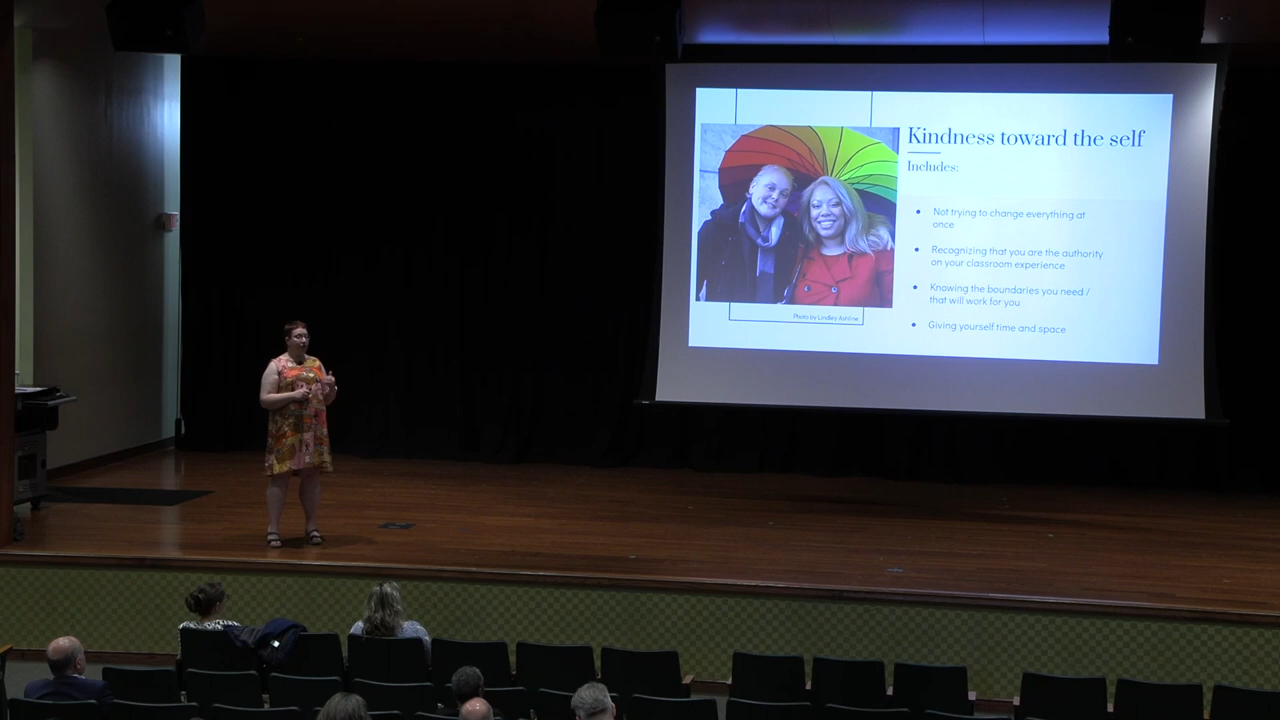 Kindness toward the self
Includes:
Not trying to change everything at
once
Recognizing that you are the authority
on your classroom experience
Knowing the boundaries you need /
that will work for you
Giving yourself time and space
Photo by Lindley Ashline